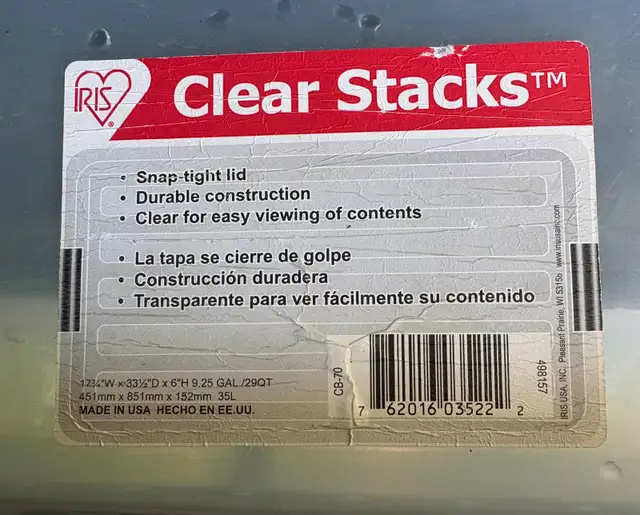 IRIS®
Clear Stacks™
• Snap-tight lid
• Durable construction
• Clear for easy viewing of contents
• La tapa se cierre de golpe
• Construcción duradera
• Transparente para ver fácilmente su contenido
17¾"W x 33½"D x 6"H 9.25 GAL./29QT
451mm x 851mm x 152mm 35L
MADE IN USA HECHO EN EE.UU.
CB-70
7 62016 03522 2
498157
IRIS USA, INC. Pleasant Prairie, WI 53158 www.irisusainc.com